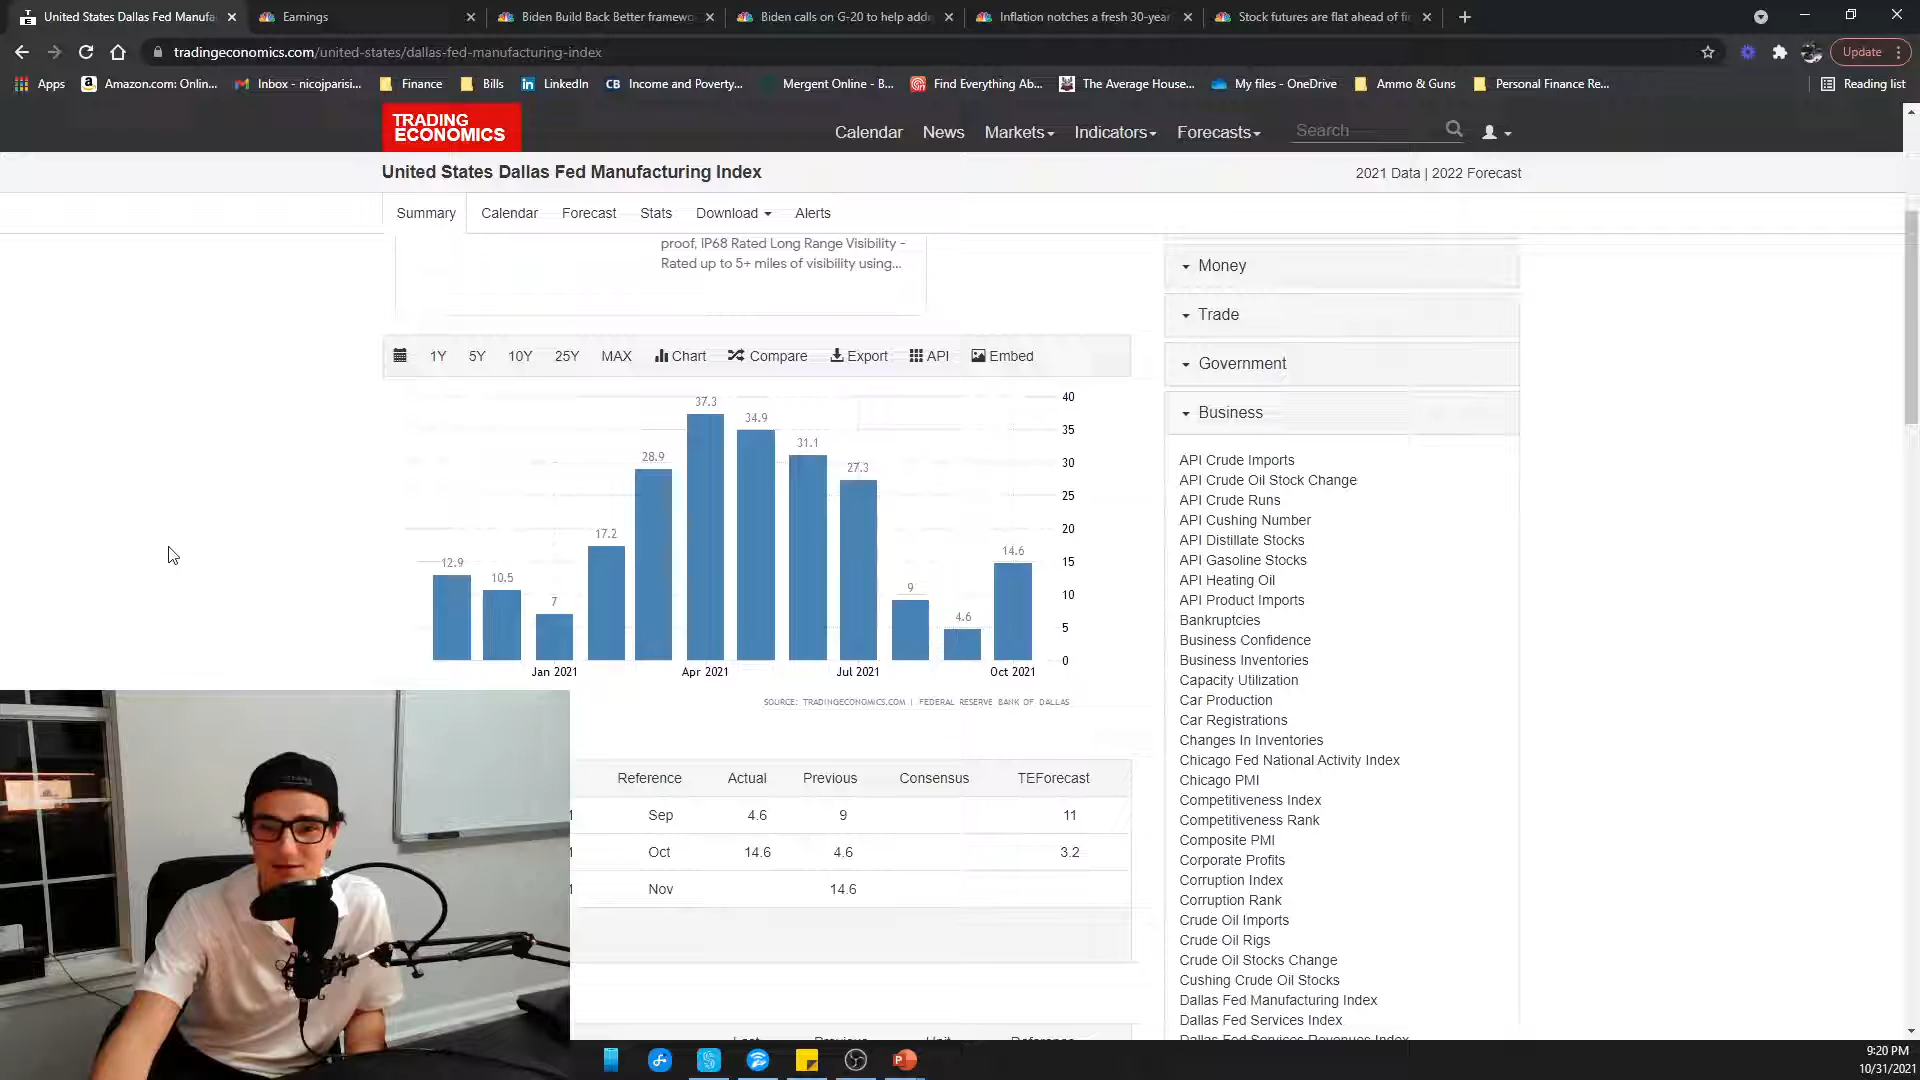 United States Dallas Fed Manufa
Earnings
Biden Build Back Better framewo
Biden calls on G-20 to help add
Inflation notches a fresh 30-year
Stock futures are flat ahead of fi
tradingeconomics.com/united-states/dallas-fed-manufacturing-index
Update
Apps
Amazon.com: Onlin...
Inbox - nicojparisi...
Finance
Bills
LinkedIn
CB Income and Poverty...
Mergent Online - B...
Find Everything Ab...
The Average House...
My files - OneDrive
Ammo & Guns
Personal Finance Re...
Reading list
TRADING
ECONOMICS
Calendar
News
Markets
Indicators
Forecasts
Search
United States Dallas Fed Manufacturing Index
2021 Data | 2022 Forecast
Summary
Calendar
Forecast
Stats
Download
Alerts
proof, IP68 Rated Long Range Visibility -
Rated up to 5+ miles of visibility using...
1Y
5Y
10Y
25Y
MAX
Chart
Compare
Export
API
Embed
12.9
10.5
7
17.2
28.9
37.3
34.9
31.1
27.3
9
4.6
14.6
40
35
30
25
20
15
10
5
0
Jan 2021
Apr 2021
Jul 2021
Oct 2021
SOURCE: TRADINGECONOMICS.COM | FEDERAL RESERVE BANK OF DALLAS
Reference Actual Previous Consensus TEForecast
Sep 4.6 9 11
Oct 14.6 4.6 3.2
Nov 14.6
Last Previous Unit Reference
Money
Trade
Government
Business
API Crude Imports
API Crude Oil Stock Change
API Crude Runs
API Cushing Number
API Distillate Stocks
API Gasoline Stocks
API Heating Oil
API Product Imports
Bankruptcies
Business Confidence
Business Inventories
Capacity Utilization
Car Production
Car Registrations
Changes In Inventories
Chicago Fed National Activity Index
Chicago PMI
Competitiveness Index
Competitiveness Rank
Composite PMI
Corporate Profits
Corruption Index
Corruption Rank
Crude Oil Imports
Crude Oil Rigs
Crude Oil Stocks Change
Cushing Crude Oil Stocks
Dallas Fed Manufacturing Index
Dallas Fed Services Index
Dallas Fed Services Revenues Index
9:20 PM
10/31/2021